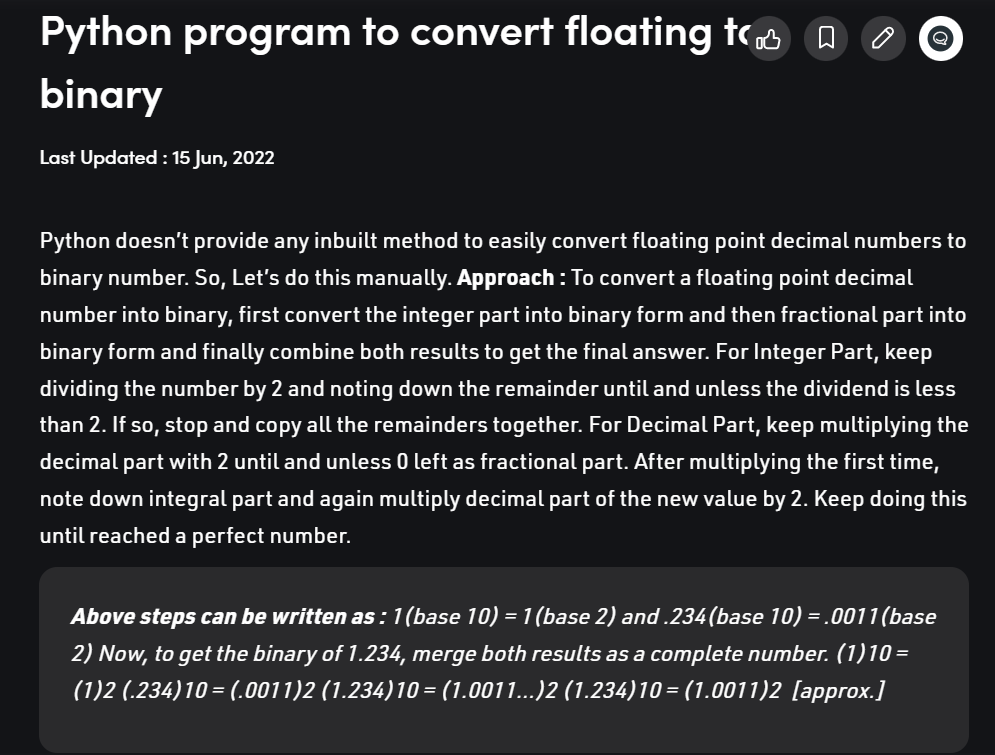 Python program to convert floating to
binary
Last Updated : 15 Jun, 2022
Python doesn't provide any inbuilt method to easily convert floating point decimal numbers to
binary number. So, Let's do this manually. Approach : To convert a floating point decimal
number into binary, first convert the integer part into binary form and then fractional part into
binary form and finally combine both results to get the final answer. For Integer Part, keep
dividing the number by 2 and noting down the remainder until and unless the dividend is less
than 2. If so, stop and copy all the remainders together. For Decimal Part, keep multiplying the
decimal part with 2 until and unless 0 left as fractional part. After multiplying the first time,
note down integral part and again multiply decimal part of the new value by 2. Keep doing this
until reached a perfect number.
Above steps can be written as : 1(base 10) = 1(base 2) and .234(base 10) = .0011(base
2) Now, to get the binary of 1.234, merge both results as a complete number. (1)10 =
(1)2 (.234)10 = (.0011)2 (1.234)10 = (1.0011...)2 (1.234)10 = (1.0011)2 [approx.]